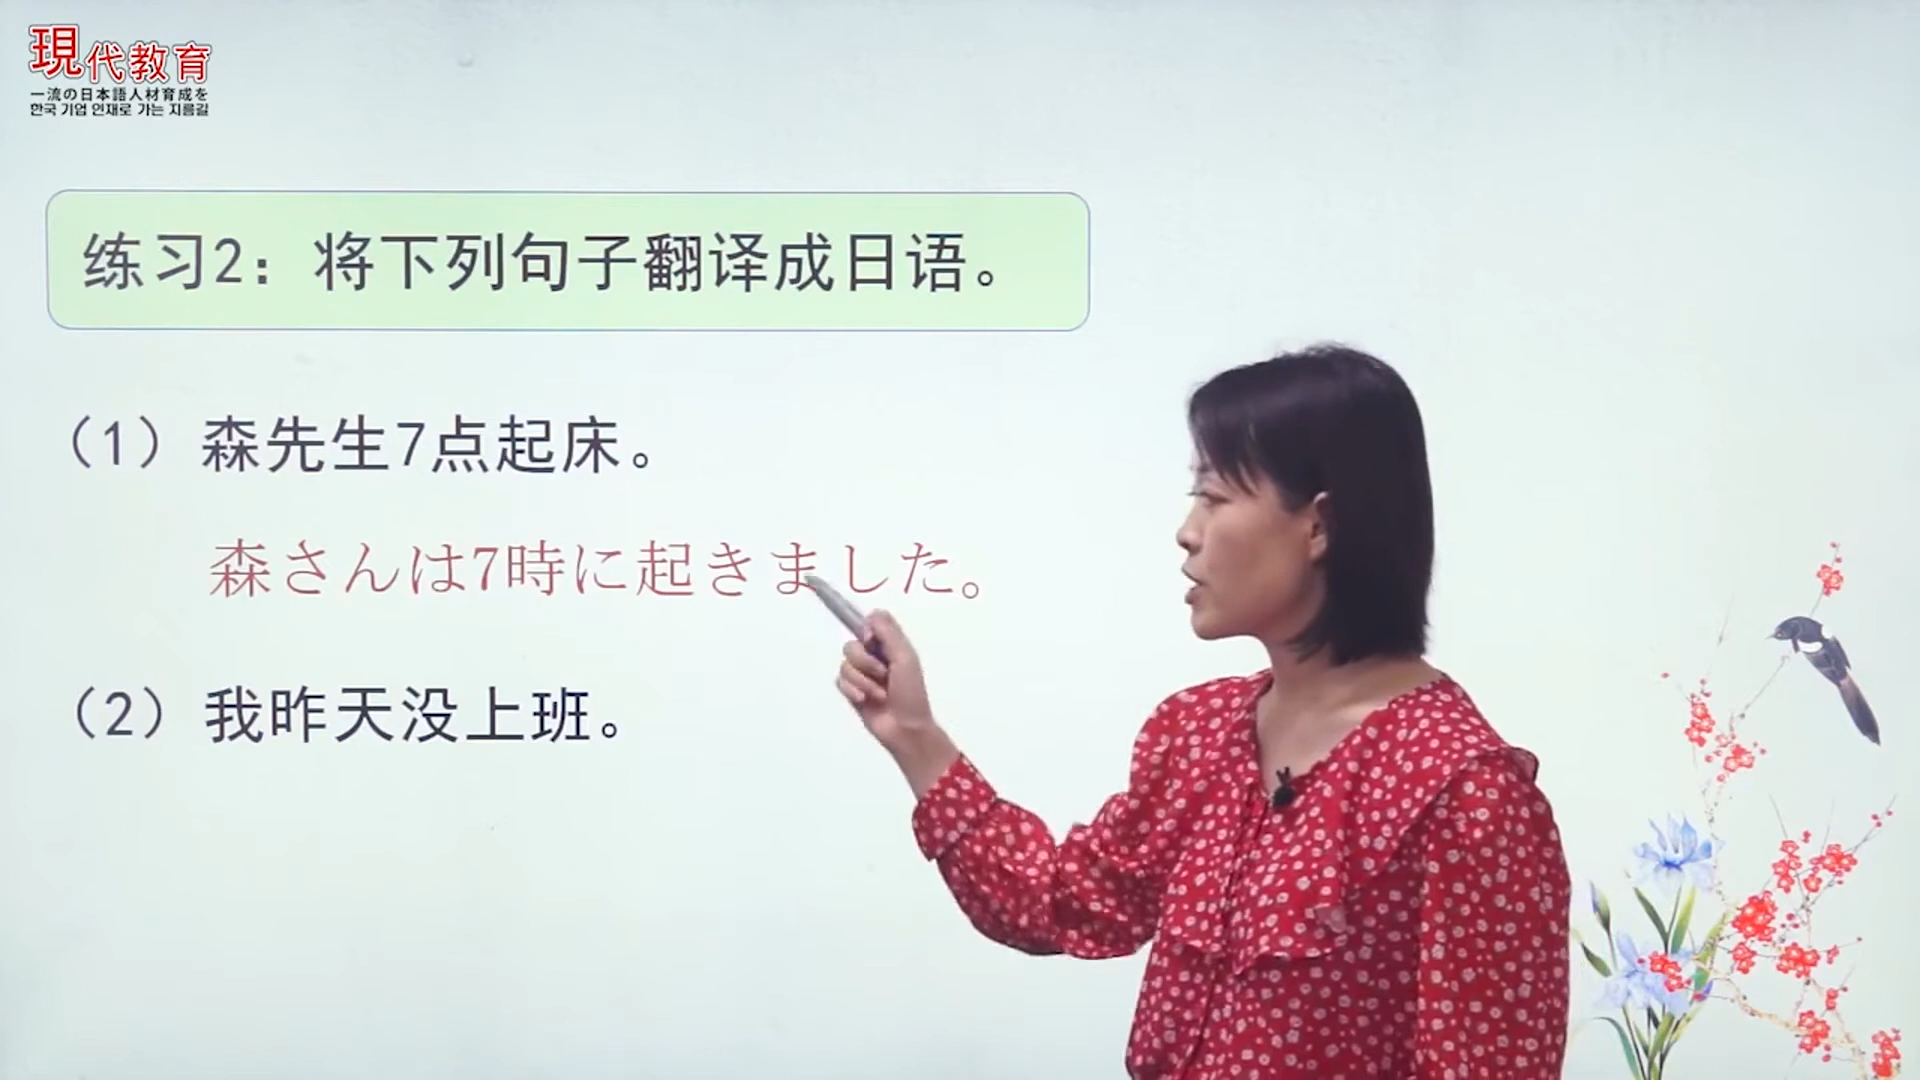 現代教育
一流の日本語人材育成を
한국 기업 인재로 가는 지름길
练习2：将下列句子翻译成日语。
（1）森先生7点起床。
森さんは7時に起きました。
（2）我昨天没上班。